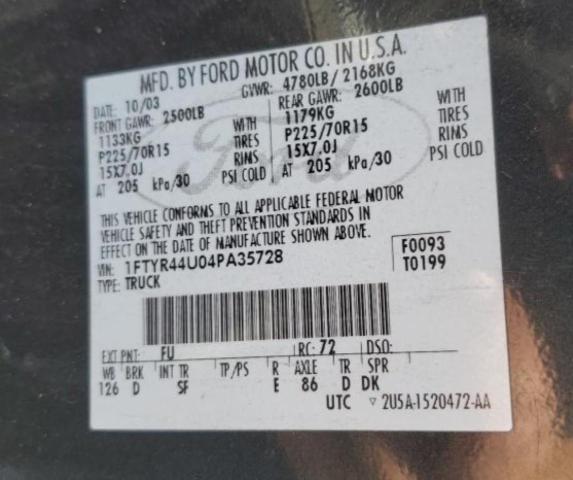 MFD. BY FORD MOTOR CO. IN U.S.A.
DATE: 10/03 GVWR: 4780LB/ 2168KG
FRONT GAWR: 2500LB REAR GAWR: 2600LB
1133KG WITH 1179KG WITH
P225/70R15 TIRES P225/70R15 TIRES
15X7.0J RIMS 15X7.0J RIMS
AT 205 kPa/30 PSI COLD AT 205 kPa/30 PSI COLD
Ford
THIS VEHICLE CONFORMS TO ALL APPLICABLE FEDERAL MOTOR
VEHICLE SAFETY AND THEFT PREVENTION STANDARDS IN
EFFECT ON THE DATE OF MANUFACTURE SHOWN ABOVE.
VIN: 1FTYR44U04PA35728 F0093
TYPE: TRUCK T0199
EXT PNT: FU RC: 72 DSO:
WB BRK INT TR TP/PS R AXLE TR SPR
126 D SF E 86 D DK
UTC ▽ 2U5A-1520472-AA